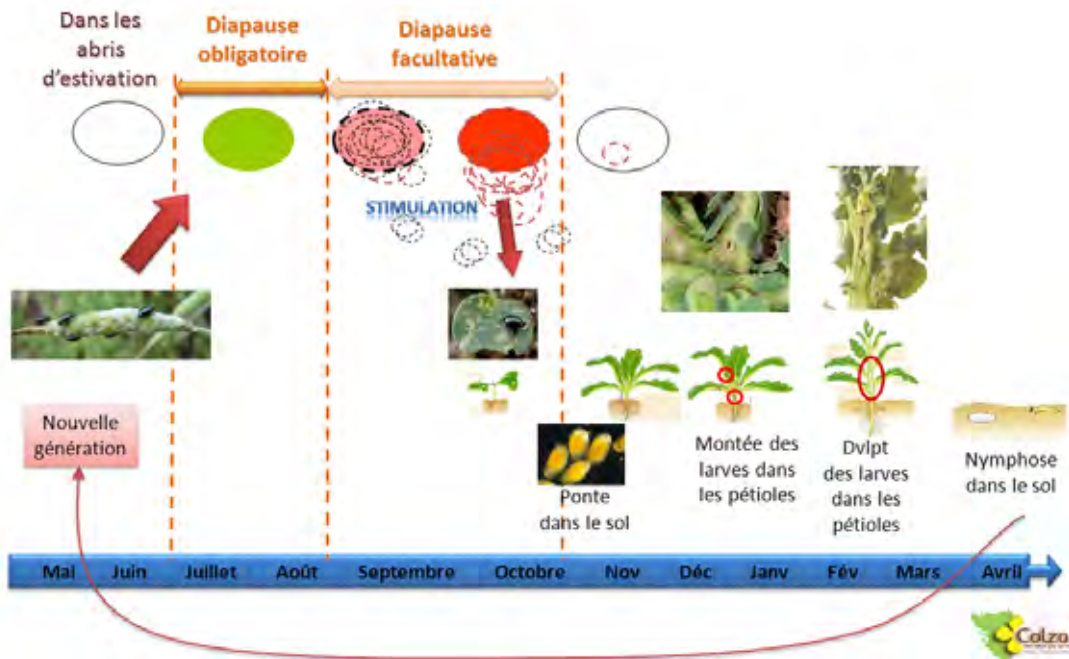 Dans les
abris
d'estivation
Diapause
obligatoire
Diapause
facultative
STIMULATION
Nouvelle
génération
Ponte
dans le sol
Montée des
larves dans
les pétioles
Dvlpt
des larves
dans les
pétioles
Nymphose
dans le sol
Mai Juin Juillet Août Septembre Octobre Nov Déc Janv Fév Mars Avril
Colza